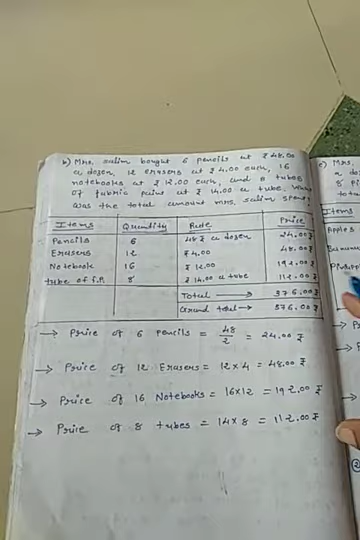 b) Mrs. Salim bought 6 pencils at ₹48.00
a dozen, 12 erasers at ₹4.00 each, 16
notebooks at ₹12.00 each, and 8 tubes
of fabric paint at ₹14.00 a tube. What
was the total amount Mrs. Salim spent?
Items Quantity Rate Price
Pencils 6 48₹ a dozen 24.00₹
Erasers 12 ₹4.00 48.00₹
Notebook 16 ₹12.00 192.00₹
tube of F.P. 8 ₹14.00 a tube 112.00₹
Total → 376.00₹
Grand total → 376.00₹
→ Price of 6 Pencils = 48/2 = 24.00₹
→ Price of 12 Erasers = 12×4 = 48.00₹
→ Price of 16 Notebooks = 16×12 = 192.00₹
→ Price of 8 tubes = 14×8 = 112.00₹
c) Mrs.
Items
Apples